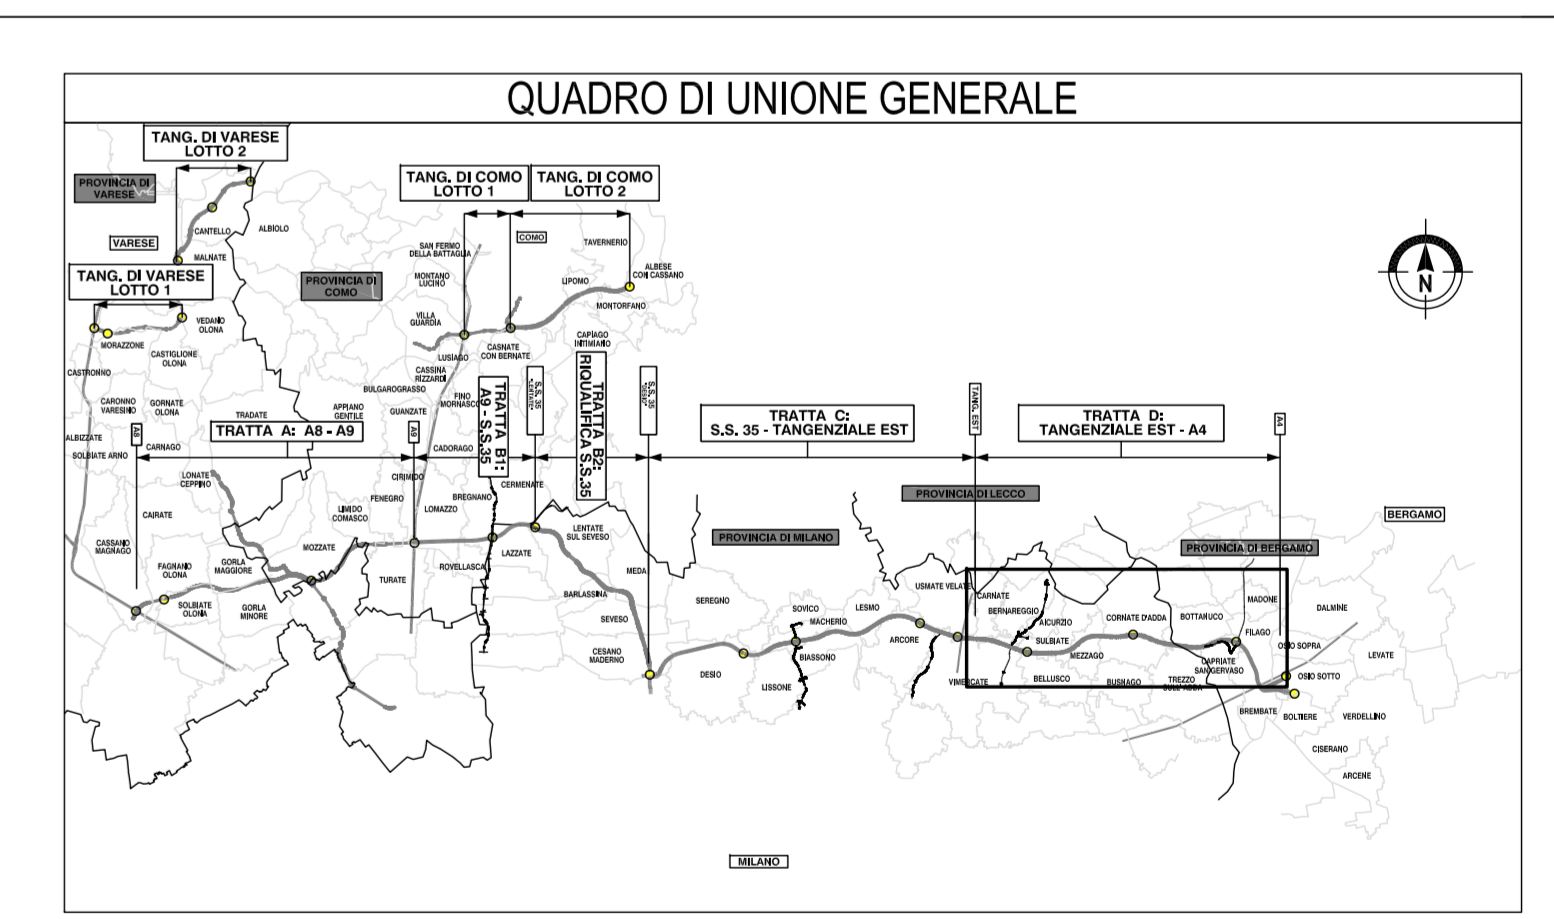 QUADRO DI UNIONE GENERALE
TANG. DI VARESE
LOTTO 2
PROVINCIA DI
VARESE
CANTELLO
ALBIOLO
VARESE
MALNATE
TANG. DI VARESE
LOTTO 1
VEDANO
OLONA
MORAZZONE
CASTIGLIONE
OLONA
CASTRONNO
CARONNO
VARESINO
GORNATE
OLONA
TRADATE
ALBIZZATE
A8
CARNAGO
SOLBIATE ARNO
TRATTA A: A8 - A9
TANG. DI COMO
LOTTO 1
TANG. DI COMO
LOTTO 2
COMO
SAN FERMO
DELLA BATTAGLIA
TAVERNERIO
MONTANO
LUCINO
ALBESE
CON CASSANO
PROVINCIA DI
COMO
LIPOMO
MONTORFANO
VILLA
GUARDIA
CAPIAGO
INTIMIANO
CASNATE
CON BERNATE
LUSIAGO
CASSINA
RIZZARDI
BULGAROGRASSO
FINO
MORNASCO
APPIANO
GENTILE
GUANZATE
A9
CADORAGO
TRATTA B1:
A9 - S.S.35
S.S. 35
"LENTATE"
TRATTA B2:
RIQUALIFICA S.S.35
S.S. 35
"DESIO"
TRATTA C:
S.S. 35 - TANGENZIALE EST
TANG. EST
TRATTA D:
TANGENZIALE EST - A4
A4
N
LONATE
CEPPINO
CIRIMIDO
CERMENATE
FENEGRO
BREGNANO
LIMIDO
COMASCO
LOMAZZO
CAIRATE
LENTATE
SUL SEVESO
CASSANO
MAGNAGO
MOZZATE
LAZZATE
GORLA
MAGGIORE
FAGNANO
OLONA
ROVELLASCA
TURATE
MEDA
BARLASSINA
SOLBIATE
OLONA
GORLA
MINORE
SEVESO
CESANO
MADERNO
PROVINCIA DI LECCO
BERGAMO
PROVINCIA DI MILANO
PROVINCIA DI BERGAMO
USMATE VELATE
CARNATE
SEREGNO
SOVICO
LESMO
MACHERIO
BERNAREGGIO
MADONE
DALMINE
AICURZIO
CORNATE D'ADDA
BOTTANUCO
ARCORE
SULBIATE
FILAGO
OSIO SOPRA
BIASSONO
MEZZAGO
LEVATE
CAPRIATE
SAN GERVASO
DESIO
LISSONE
VIMERCATE
BELLUSCO
BUSNAGO
TREZZO
SULL'ADDA
OSIO SOTTO
BREMBATE
BOLTIERE
VERDELLINO
CISERANO
ARCENE
MILANO